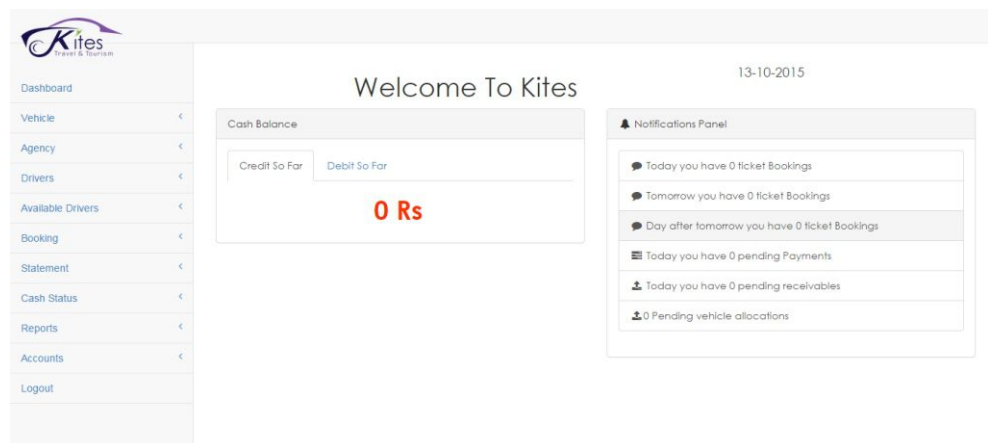 Kites
Travel & Tourism
Dashboard
Vehicle
Agency
Drivers
Available Drivers
Booking
Statement
Cash Status
Reports
Accounts
Logout
Welcome To Kites
13-10-2015
Cash Balance
Credit So Far
Debit So Far
0 Rs
Notifications Panel
Today you have 0 ticket Bookings
Tomorrow you have 0 ticket Bookings
Day after tomorrow you have 0 ticket Bookings
Today you have 0 pending Payments
Today you have 0 pending receivables
0 Pending vehicle allocations